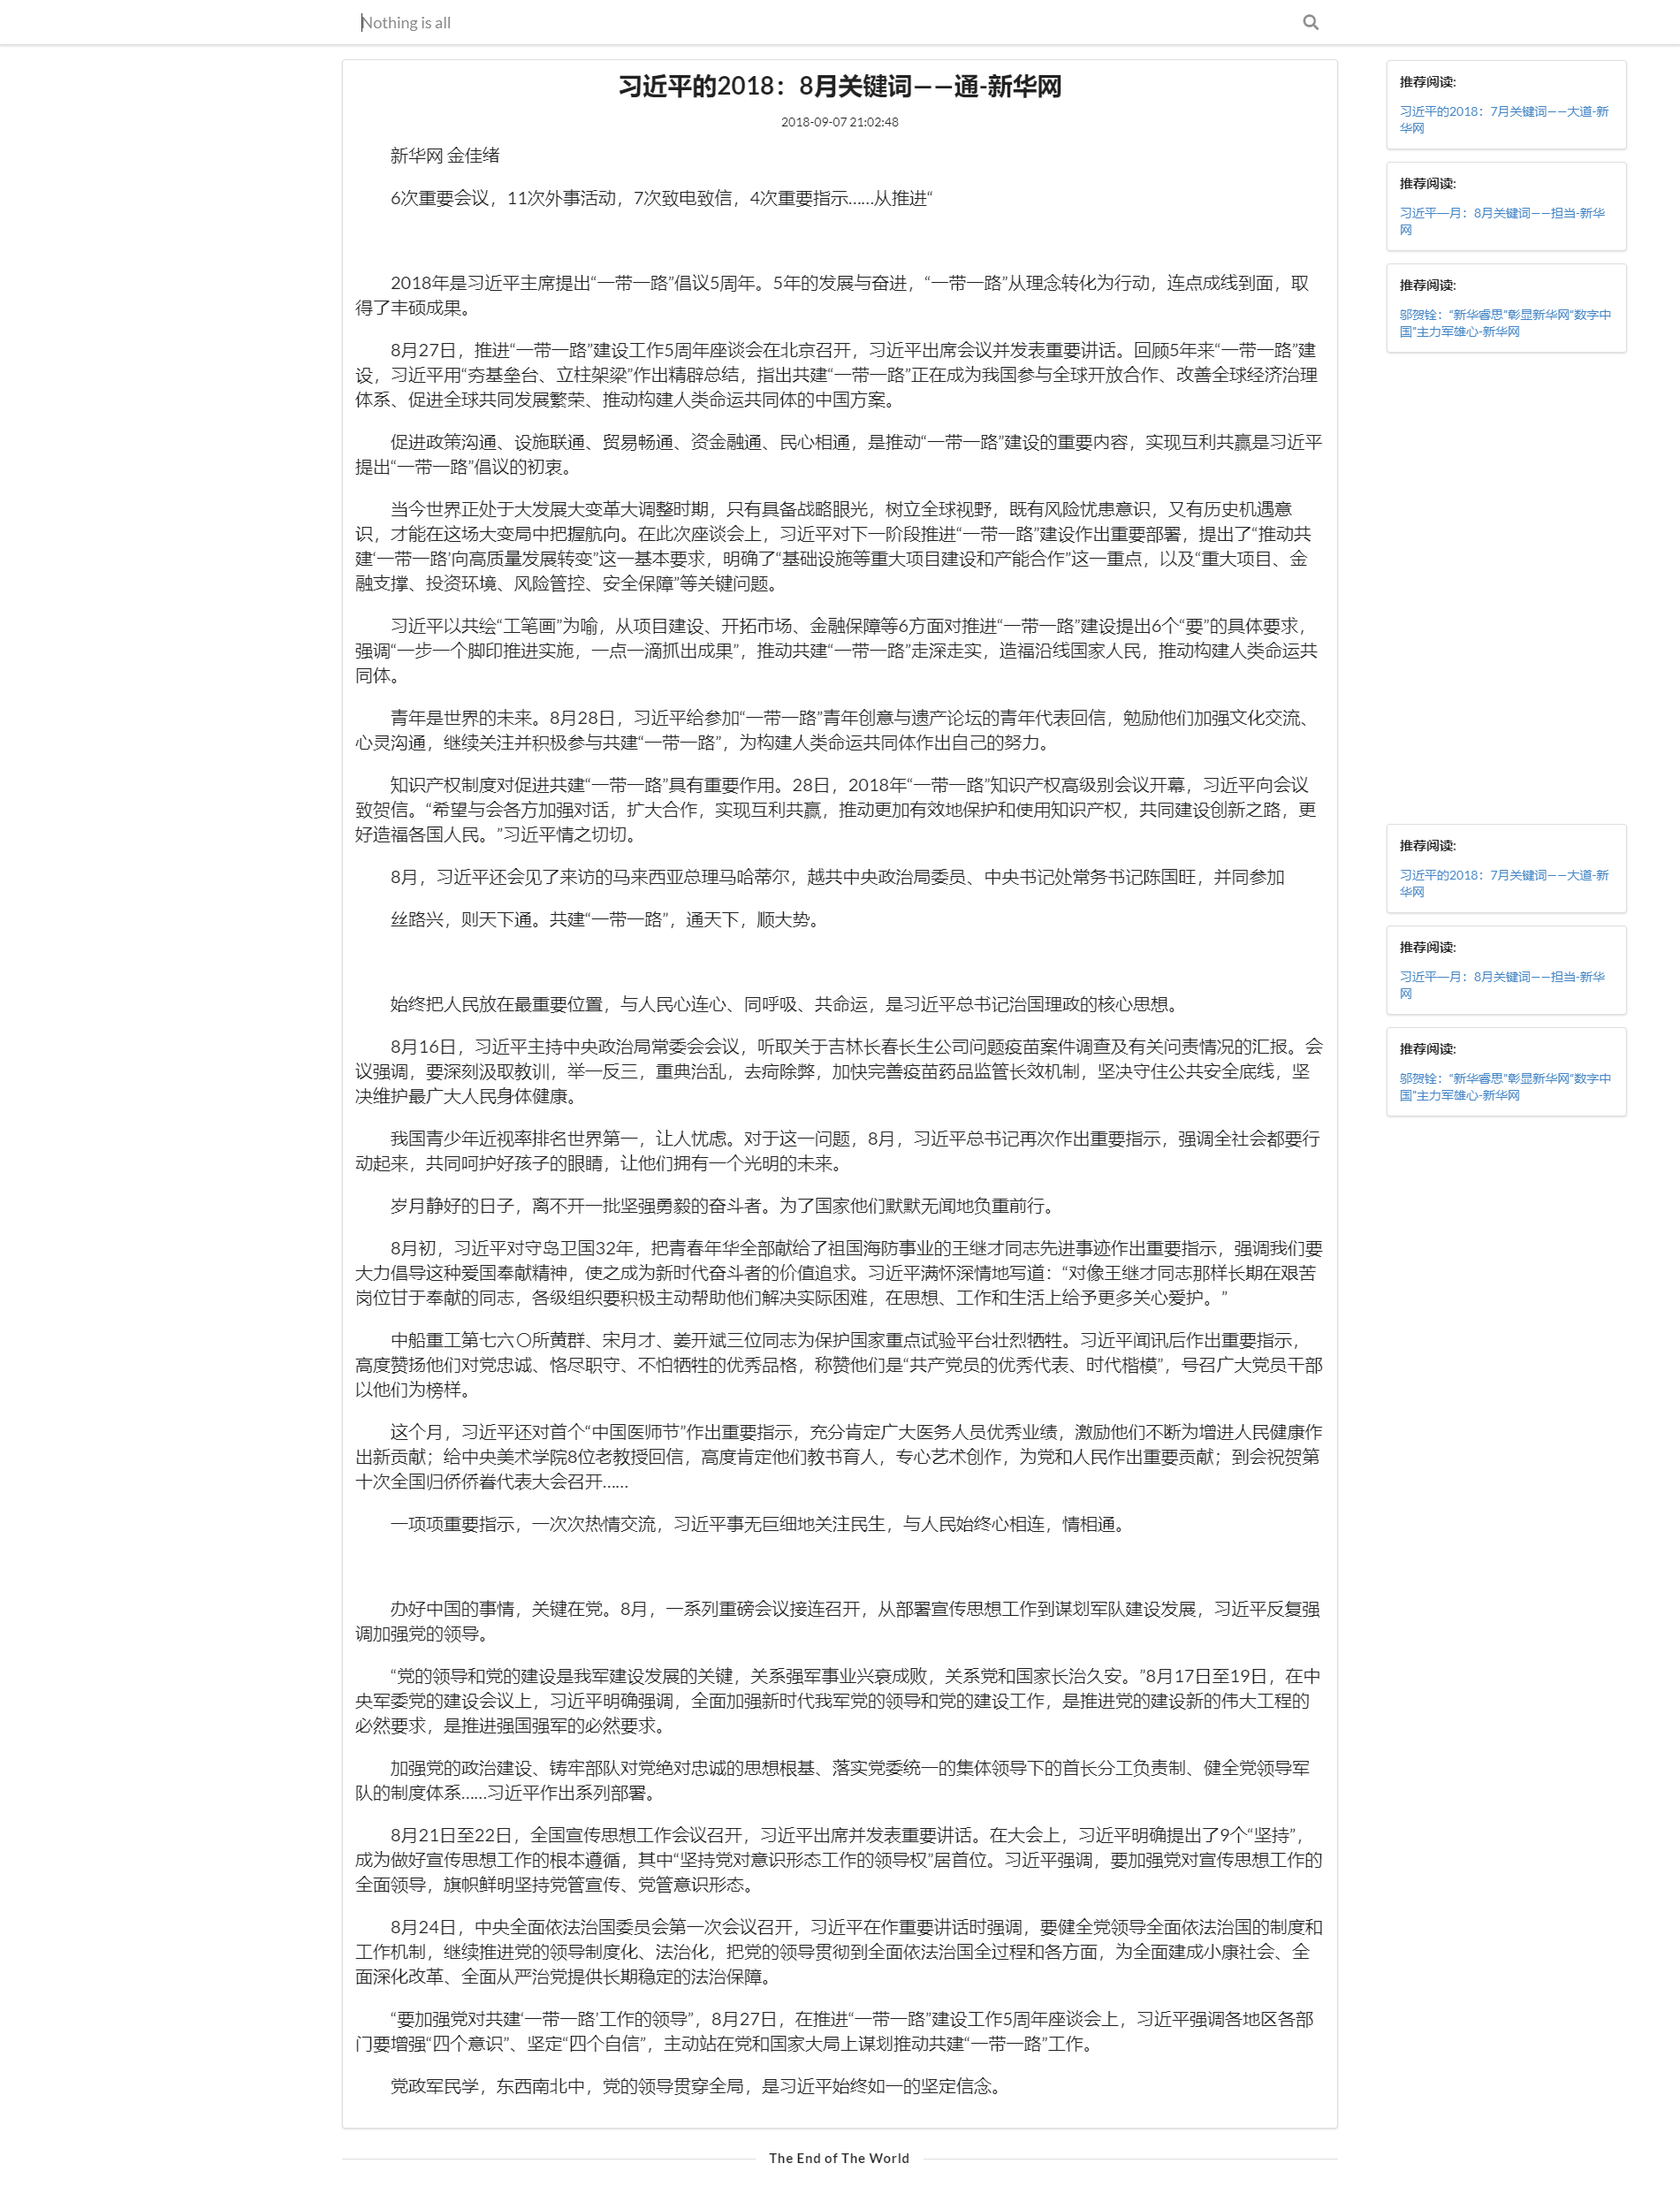 Nothing is all
习近平的2018：8月关键词——通-新华网
2018-09-07 21:02:48
新华网 金佳绪
6次重要会议，11次外事活动，7次致电致信，4次重要指示……从推进“
2018年是习近平主席提出“一带一路”倡议5周年。5年的发展与奋进，“一带一路”从理念转化为行动，连点成线到面，取
得了丰硕成果。
8月27日，推进“一带一路”建设工作5周年座谈会在北京召开，习近平出席会议并发表重要讲话。回顾5年来“一带一路”建
设，习近平用“夯基垒台、立柱架梁”作出精辟总结，指出共建“一带一路”正在成为我国参与全球开放合作、改善全球经济治理
体系、促进全球共同发展繁荣、推动构建人类命运共同体的中国方案。
促进政策沟通、设施联通、贸易畅通、资金融通、民心相通，是推动“一带一路”建设的重要内容，实现互利共赢是习近平
提出“一带一路”倡议的初衷。
当今世界正处于大发展大变革大调整时期，只有具备战略眼光，树立全球视野，既有风险忧患意识，又有历史机遇意
识，才能在这场大变局中把握航向。在此次座谈会上，习近平对下一阶段推进“一带一路”建设作出重要部署，提出了“推动共
建‘一带一路’向高质量发展转变”这一基本要求，明确了“基础设施等重大项目建设和产能合作”这一重点，以及“重大项目、金
融支撑、投资环境、风险管控、安全保障”等关键问题。
习近平以共绘“工笔画”为喻，从项目建设、开拓市场、金融保障等6方面对推进“一带一路”建设提出6个“要”的具体要求，
强调“一步一个脚印推进实施，一点一滴抓出成果”，推动共建“一带一路”走深走实，造福沿线国家人民，推动构建人类命运共
同体。
青年是世界的未来。8月28日，习近平给参加“一带一路”青年创意与遗产论坛的青年代表回信，勉励他们加强文化交流、
心灵沟通，继续关注并积极参与共建“一带一路”，为构建人类命运共同体作出自己的努力。
知识产权制度对促进共建“一带一路”具有重要作用。28日，2018年“一带一路”知识产权高级别会议开幕，习近平向会议
致贺信。“希望与会各方加强对话，扩大合作，实现互利共赢，推动更加有效地保护和使用知识产权，共同建设创新之路，更
好造福各国人民。”习近平情之切切。
8月，习近平还会见了来访的马来西亚总理马哈蒂尔，越共中央政治局委员、中央书记处常务书记陈国旺，并同参加
丝路兴，则天下通。共建“一带一路”，通天下，顺大势。
始终把人民放在最重要位置，与人民心连心、同呼吸、共命运，是习近平总书记治国理政的核心思想。
8月16日，习近平主持中央政治局常委会会议，听取关于吉林长春长生公司问题疫苗案件调查及有关问责情况的汇报。会
议强调，要深刻汲取教训，举一反三，重典治乱，去疴除弊，加快完善疫苗药品监管长效机制，坚决守住公共安全底线，坚
决维护最广大人民身体健康。
我国青少年近视率排名世界第一，让人忧虑。对于这一问题，8月，习近平总书记再次作出重要指示，强调全社会都要行
动起来，共同呵护好孩子的眼睛，让他们拥有一个光明的未来。
岁月静好的日子，离不开一批坚强勇毅的奋斗者。为了国家他们默默无闻地负重前行。
8月初，习近平对守岛卫国32年，把青春年华全部献给了祖国海防事业的王继才同志先进事迹作出重要指示，强调我们要
大力倡导这种爱国奉献精神，使之成为新时代奋斗者的价值追求。习近平满怀深情地写道：“对像王继才同志那样长期在艰苦
岗位甘于奉献的同志，各级组织要积极主动帮助他们解决实际困难，在思想、工作和生活上给予更多关心爱护。”
中船重工第七六〇所黄群、宋月才、姜开斌三位同志为保护国家重点试验平台壮烈牺牲。习近平闻讯后作出重要指示，
高度赞扬他们对党忠诚、恪尽职守、不怕牺牲的优秀品格，称赞他们是“共产党员的优秀代表、时代楷模”，号召广大党员干部
以他们为榜样。
这个月，习近平还对首个“中国医师节”作出重要指示，充分肯定广大医务人员优秀业绩，激励他们不断为增进人民健康作
出新贡献；给中央美术学院8位老教授回信，高度肯定他们教书育人，专心艺术创作，为党和人民作出重要贡献；到会祝贺第
十次全国归侨侨眷代表大会召开……
一项项重要指示，一次次热情交流，习近平事无巨细地关注民生，与人民始终心相连，情相通。
办好中国的事情，关键在党。8月，一系列重磅会议接连召开，从部署宣传思想工作到谋划军队建设发展，习近平反复强
调加强党的领导。
“党的领导和党的建设是我军建设发展的关键，关系强军事业兴衰成败，关系党和国家长治久安。”8月17日至19日，在中
央军委党的建设会议上，习近平明确强调，全面加强新时代我军党的领导和党的建设工作，是推进党的建设新的伟大工程的
必然要求，是推进强国强军的必然要求。
加强党的政治建设、铸牢部队对党绝对忠诚的思想根基、落实党委统一的集体领导下的首长分工负责制、健全党领导军
队的制度体系……习近平作出系列部署。
8月21日至22日，全国宣传思想工作会议召开，习近平出席并发表重要讲话。在大会上，习近平明确提出了9个“坚持”，
成为做好宣传思想工作的根本遵循，其中“坚持党对意识形态工作的领导权”居首位。习近平强调，要加强党对宣传思想工作的
全面领导，旗帜鲜明坚持党管宣传、党管意识形态。
8月24日，中央全面依法治国委员会第一次会议召开，习近平在作重要讲话时强调，要健全党领导全面依法治国的制度和
工作机制，继续推进党的领导制度化、法治化，把党的领导贯彻到全面依法治国全过程和各方面，为全面建成小康社会、全
面深化改革、全面从严治党提供长期稳定的法治保障。
“要加强党对共建‘一带一路’工作的领导”，8月27日，在推进“一带一路”建设工作5周年座谈会上，习近平强调各地区各部
门要增强“四个意识”、坚定“四个自信”，主动站在党和国家大局上谋划推动共建“一带一路”工作。
党政军民学，东西南北中，党的领导贯穿全局，是习近平始终如一的坚定信念。
推荐阅读:
习近平的2018：7月关键词——大道-新
华网
推荐阅读:
习近平一月：8月关键词——担当-新华
网
推荐阅读:
邬贺铨：“新华睿思”彰显新华网“数字中
国”主力军雄心-新华网
推荐阅读:
习近平的2018：7月关键词——大道-新
华网
推荐阅读:
习近平一月：8月关键词——担当-新华
网
推荐阅读:
邬贺铨：“新华睿思”彰显新华网“数字中
国”主力军雄心-新华网
The End of The World